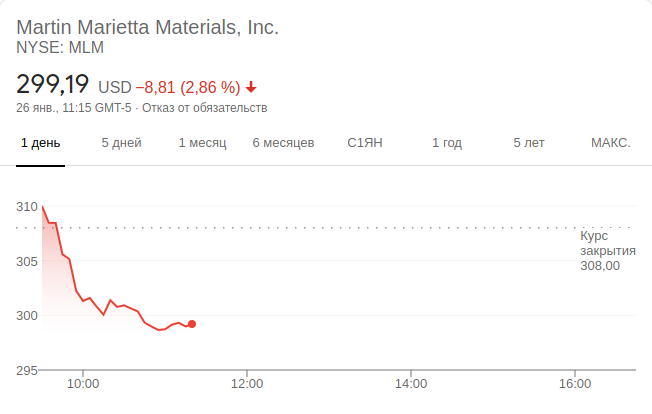 Martin Marietta Materials, Inc.
NYSE: MLM
299,19 USD −8,81 (2,86 %)
26 янв., 11:15 GMT-5 · Отказ от обязательств
1 день 5 дней 1 месяц 6 месяцев С1ЯН 1 год 5 лет МАКС.
310
Курс
закрытия
308,00
305
300
295
10:00 12:00 14:00 16:00